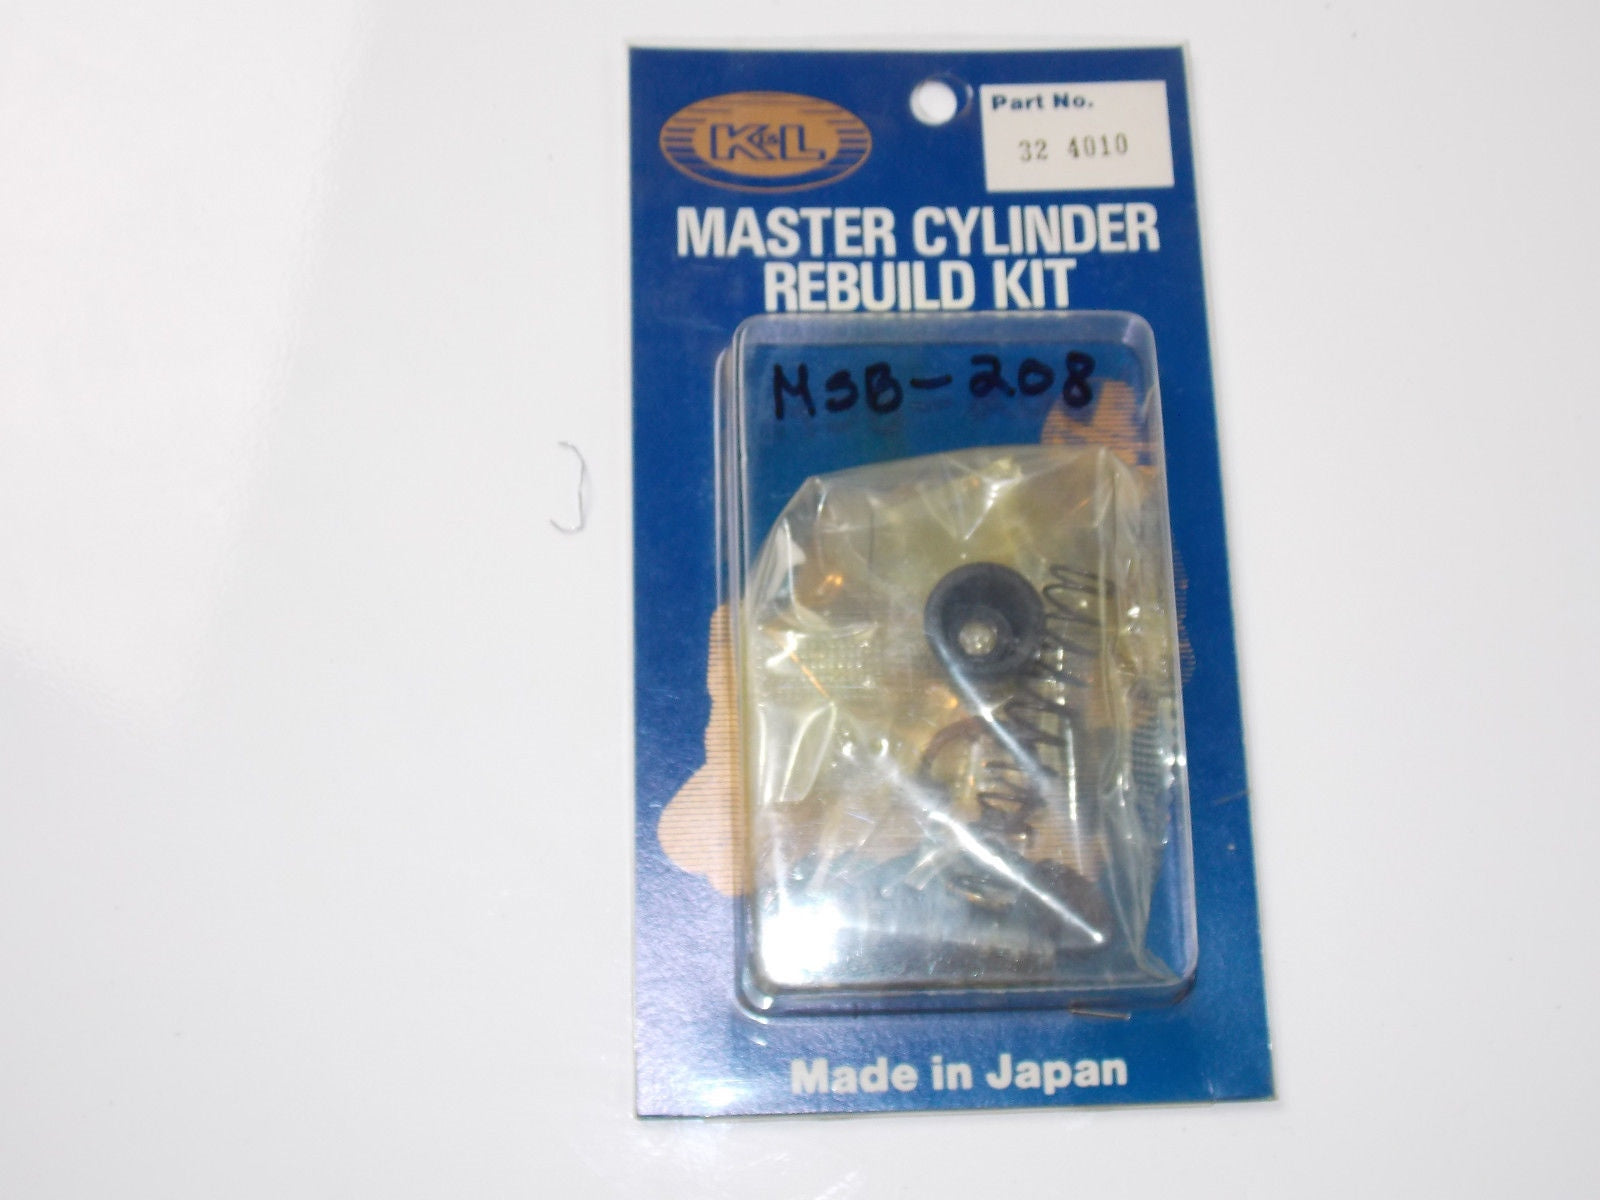 K&L
Part No.
32 4010
MASTER CYLINDER
REBUILD KIT
MSB-208
Made in Japan